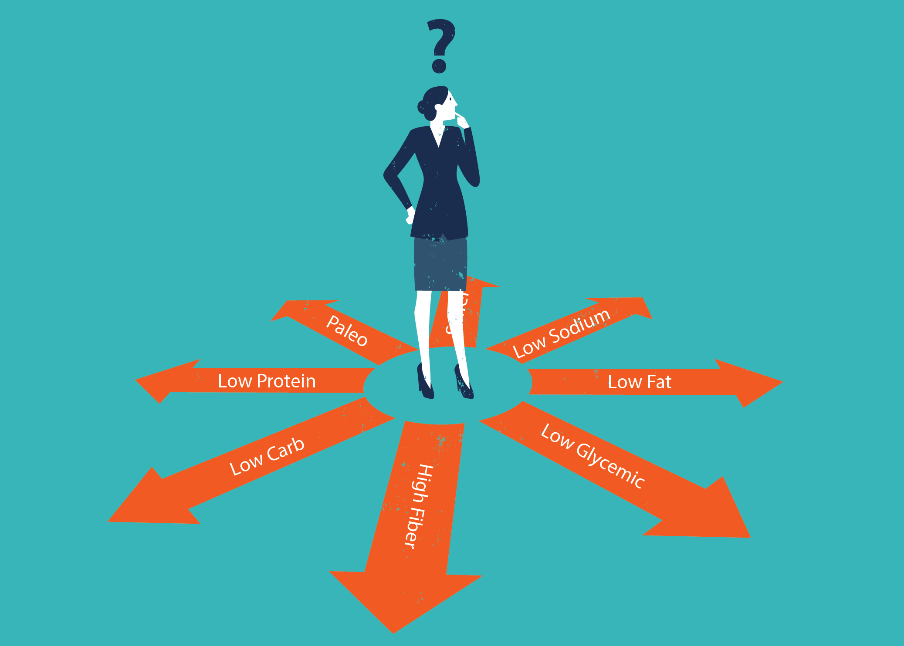 ?
Paleo
Low Sodium
Low Protein
Low Fat
Low Carb
Low Glycemic
High Fiber